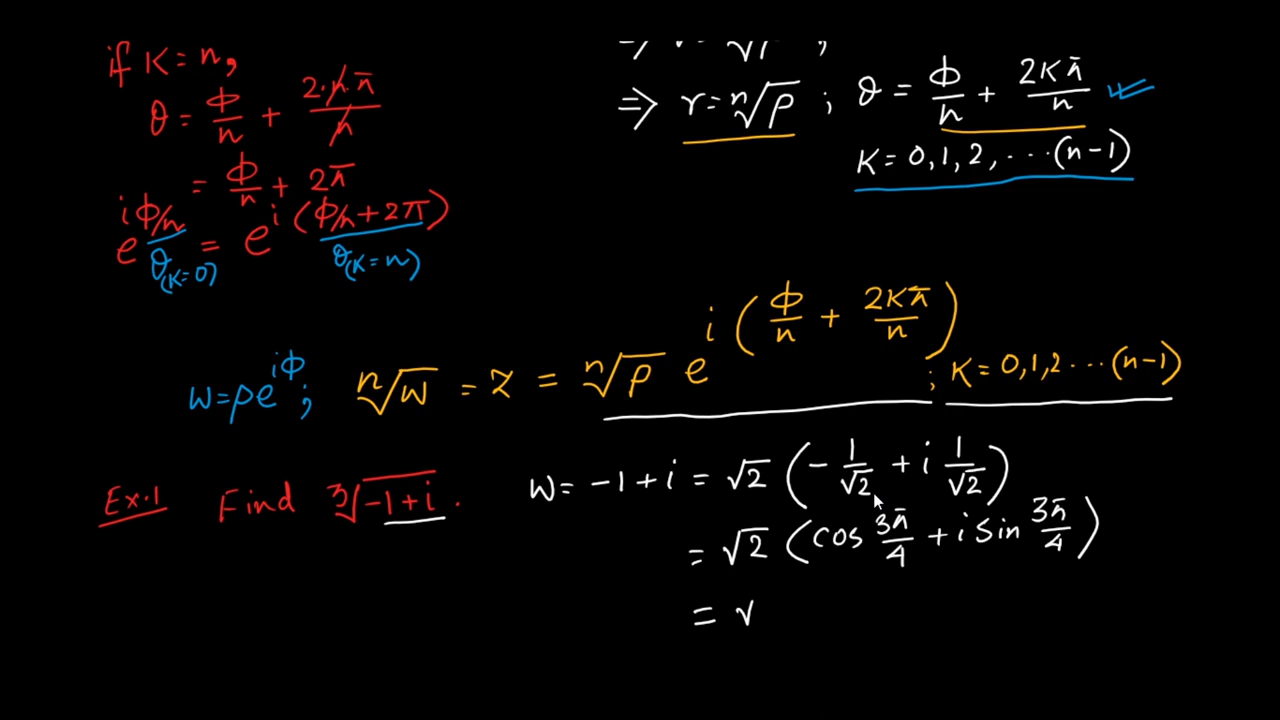 if K = n,
θ = ϕ/n + 2·n·π/n
= ϕ/n + 2π
e^{iϕ/n} = e^{i(ϕ/n + 2π)}
θ(K=0) θ(K=n)
⇒ r = ⁿ√ρ ; θ = ϕ/n + 2Kπ/n
K = 0, 1, 2, ···(n-1)
w = ρe^{iϕ}; ⁿ√w = z = ⁿ√ρ e^{i(ϕ/n + 2Kπ/n)} ; K = 0,1,2···(n-1)
Ex.1 Find ³√(-1+i).
w = -1+i = √2 (-1/√2 + i 1/√2)
= √2 (cos 3π/4 + i sin 3π/4)
= √